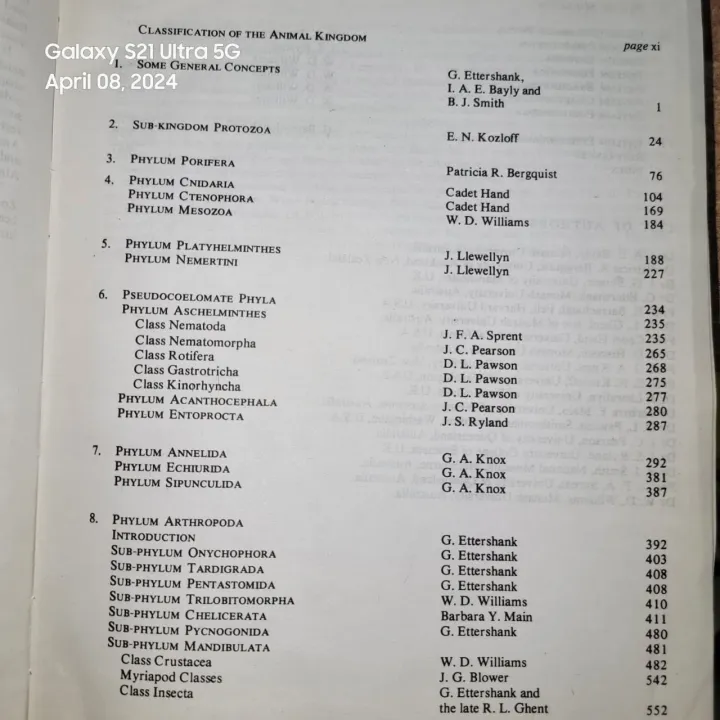 CLASSIFICATION OF THE ANIMAL KINGDOM page xi
Galaxy S21 Ultra 5G
April 08, 2024
1. SOME GENERAL CONCEPTS G. Ettershank,
I. A. E. Bayly and
B. J. Smith 1
2. SUB-KINGDOM PROTOZOA E. N. Kozloff 24
3. PHYLUM PORIFERA Patricia R. Bergquist 76
4. PHYLUM CNIDARIA Cadet Hand 104
PHYLUM CTENOPHORA Cadet Hand 169
PHYLUM MESOZOA W. D. Williams 184
5. PHYLUM PLATYHELMINTHES J. Llewellyn 188
PHYLUM NEMERTINI J. Llewellyn 227
6. PSEUDOCOELOMATE PHYLA 234
PHYLUM ASCHELMINTHES 235
Class Nematoda J. F. A. Sprent 235
Class Nematomorpha J. C. Pearson 265
Class Rotifera D. L. Pawson 268
Class Gastrotricha D. L. Pawson 275
Class Kinorhyncha D. L. Pawson 277
PHYLUM ACANTHOCEPHALA J. C. Pearson 280
PHYLUM ENTOPROCTA J. S. Ryland 287
7. PHYLUM ANNELIDA G. A. Knox 292
PHYLUM ECHIURIDA G. A. Knox 381
PHYLUM SIPUNCULIDA G. A. Knox 387
8. PHYLUM ARTHROPODA
INTRODUCTION G. Ettershank 392
SUB-PHYLUM ONYCHOPHORA G. Ettershank 403
SUB-PHYLUM TARDIGRADA G. Ettershank 408
SUB-PHYLUM PENTASTOMIDA G. Ettershank 408
SUB-PHYLUM TRILOBITOMORPHA W. D. Williams 410
SUB-PHYLUM CHELICERATA Barbara Y. Main 411
SUB-PHYLUM PYCNOGONIDA G. Ettershank 480
SUB-PHYLUM MANDIBULATA 481
Class Crustacea W. D. Williams 482
Myriapod Classes J. G. Blower 542
Class Insecta G. Ettershank and
the late R. L. Ghent 552